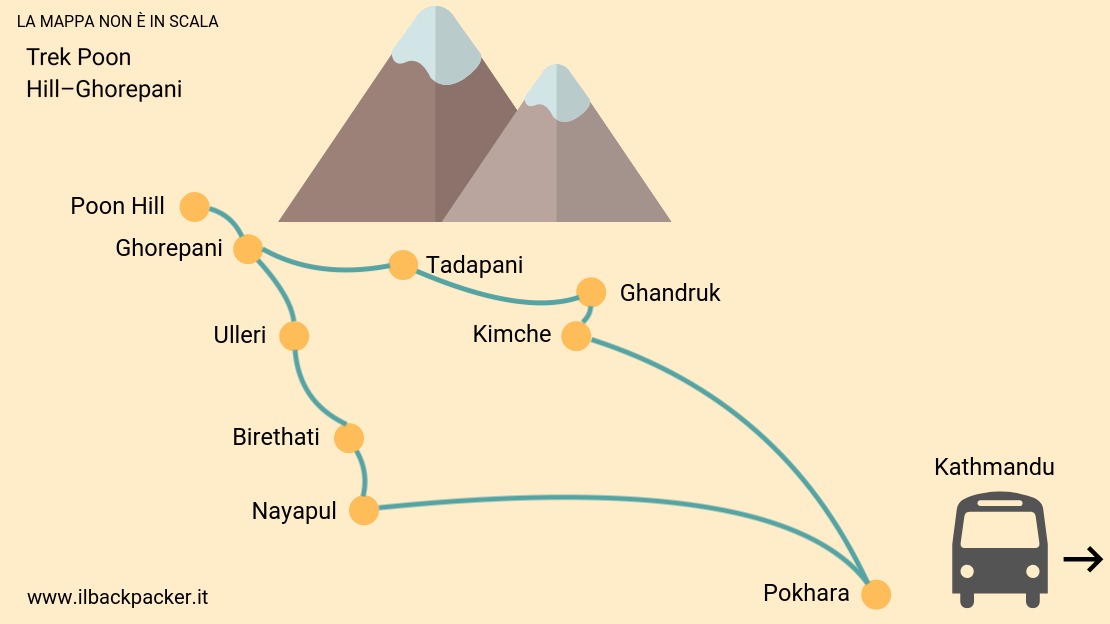 LA MAPPA NON È IN SCALA
Trek Poon
Hill–Ghorepani
Poon Hill
Ghorepani
Tadapani
Ghandruk
Ulleri
Kimche
Birethati
Kathmandu
Nayapul
Pokhara
www.ilbackpacker.it